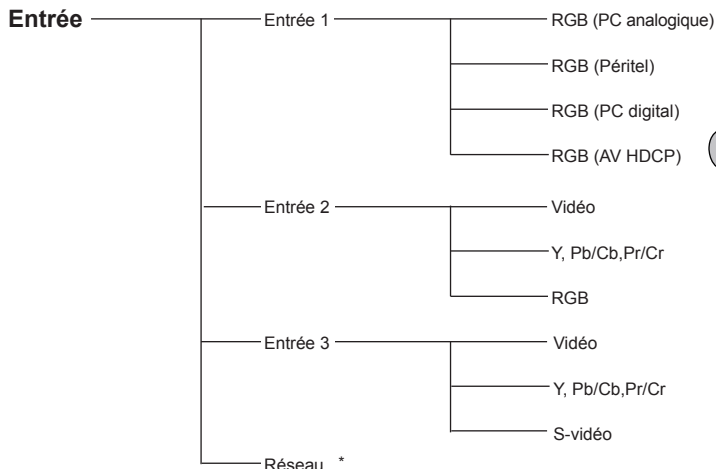 Entrée
Entrée 1
RGB (PC analogique)
RGB (Péritel)
RGB (PC digital)
RGB (AV HDCP)
Entrée 2
Vidéo
Y, Pb/Cb,Pr/Cr
RGB
Entrée 3
Vidéo
Y, Pb/Cb,Pr/Cr
S-vidéo
Réseau *